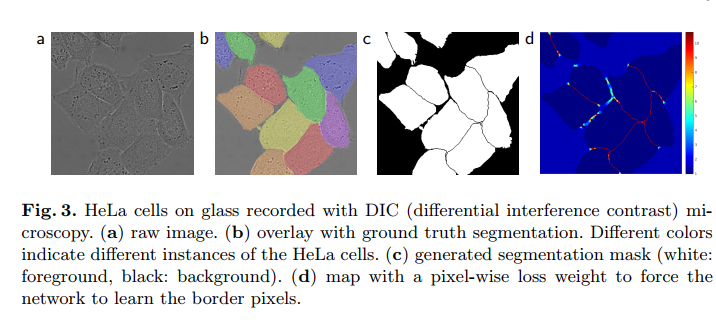 a b c d
Fig. 3. HeLa cells on glass recorded with DIC (differential interference contrast) mi-
croscopy. (a) raw image. (b) overlay with ground truth segmentation. Different colors
indicate different instances of the HeLa cells. (c) generated segmentation mask (white:
foreground, black: background). (d) map with a pixel-wise loss weight to force the
network to learn the border pixels.